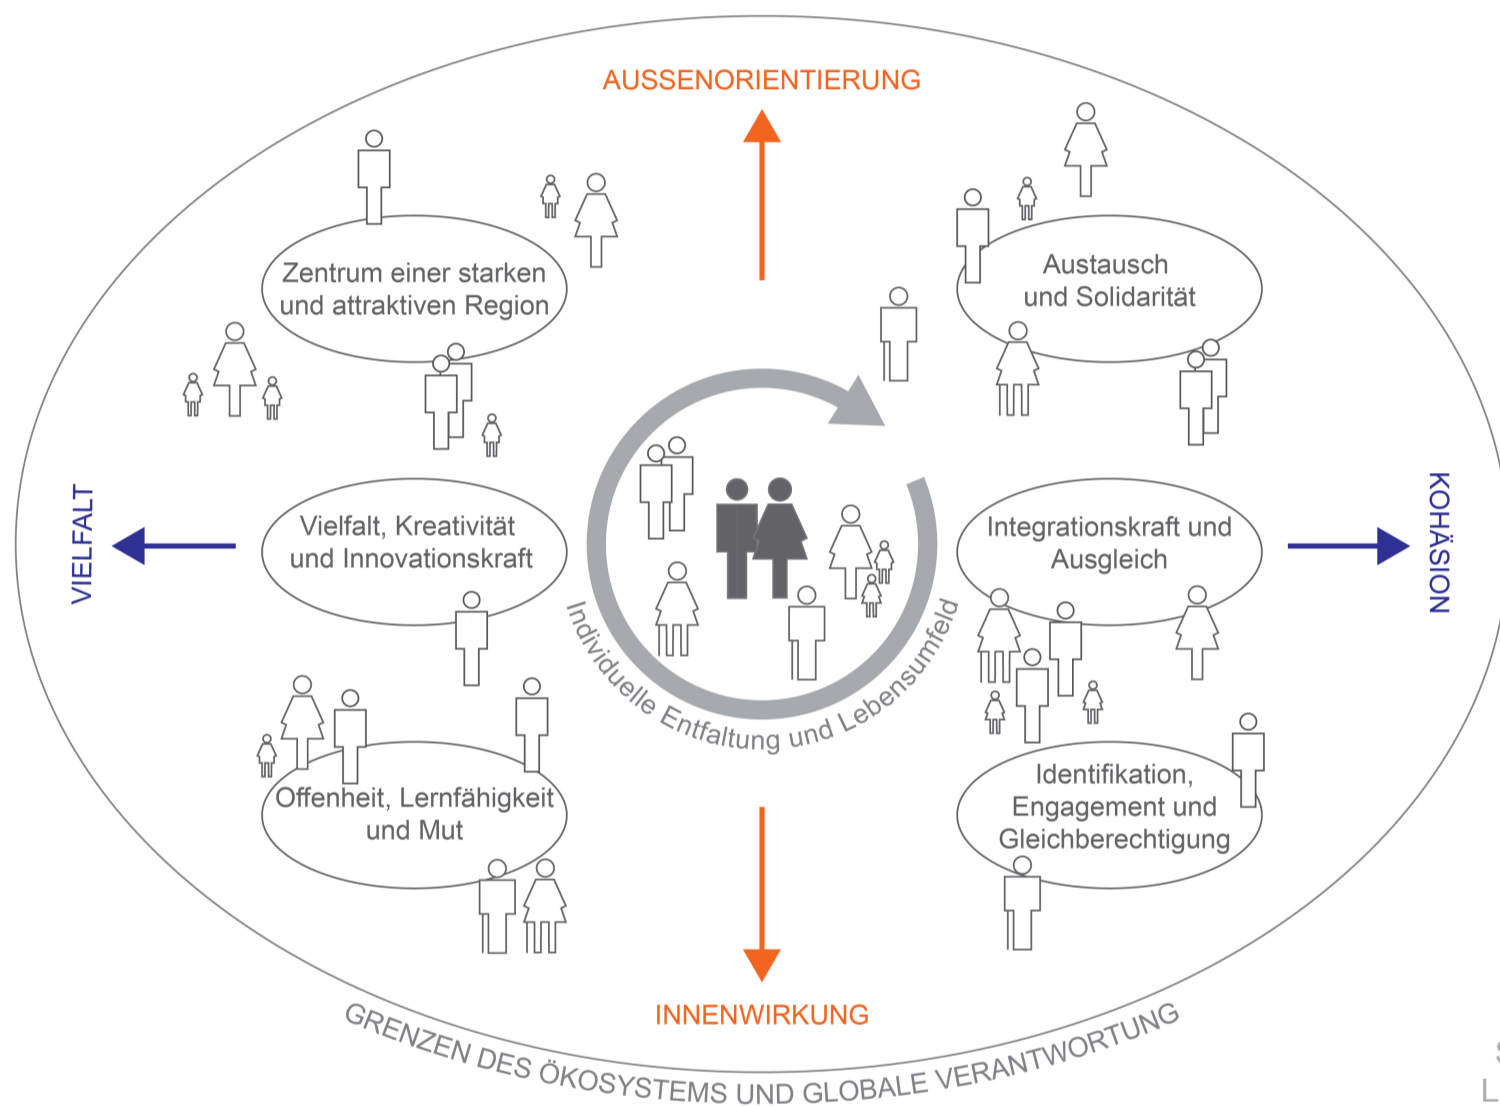 AUSSENORIENTIERUNG
Zentrum einer starken
und attraktiven Region
Austausch
und Solidarität
VIELFALT
Vielfalt, Kreativität
und Innovationskraft
Integrationskraft und
Ausgleich
KOHÄSION
Individuelle Entfaltung und Lebensumfeld
Offenheit, Lernfähigkeit
und Mut
Identifikation,
Engagement und
Gleichberechtigung
INNENWIRKUNG
GRENZEN DES ÖKOSYSTEMS UND GLOBALE VERANTWORTUNG